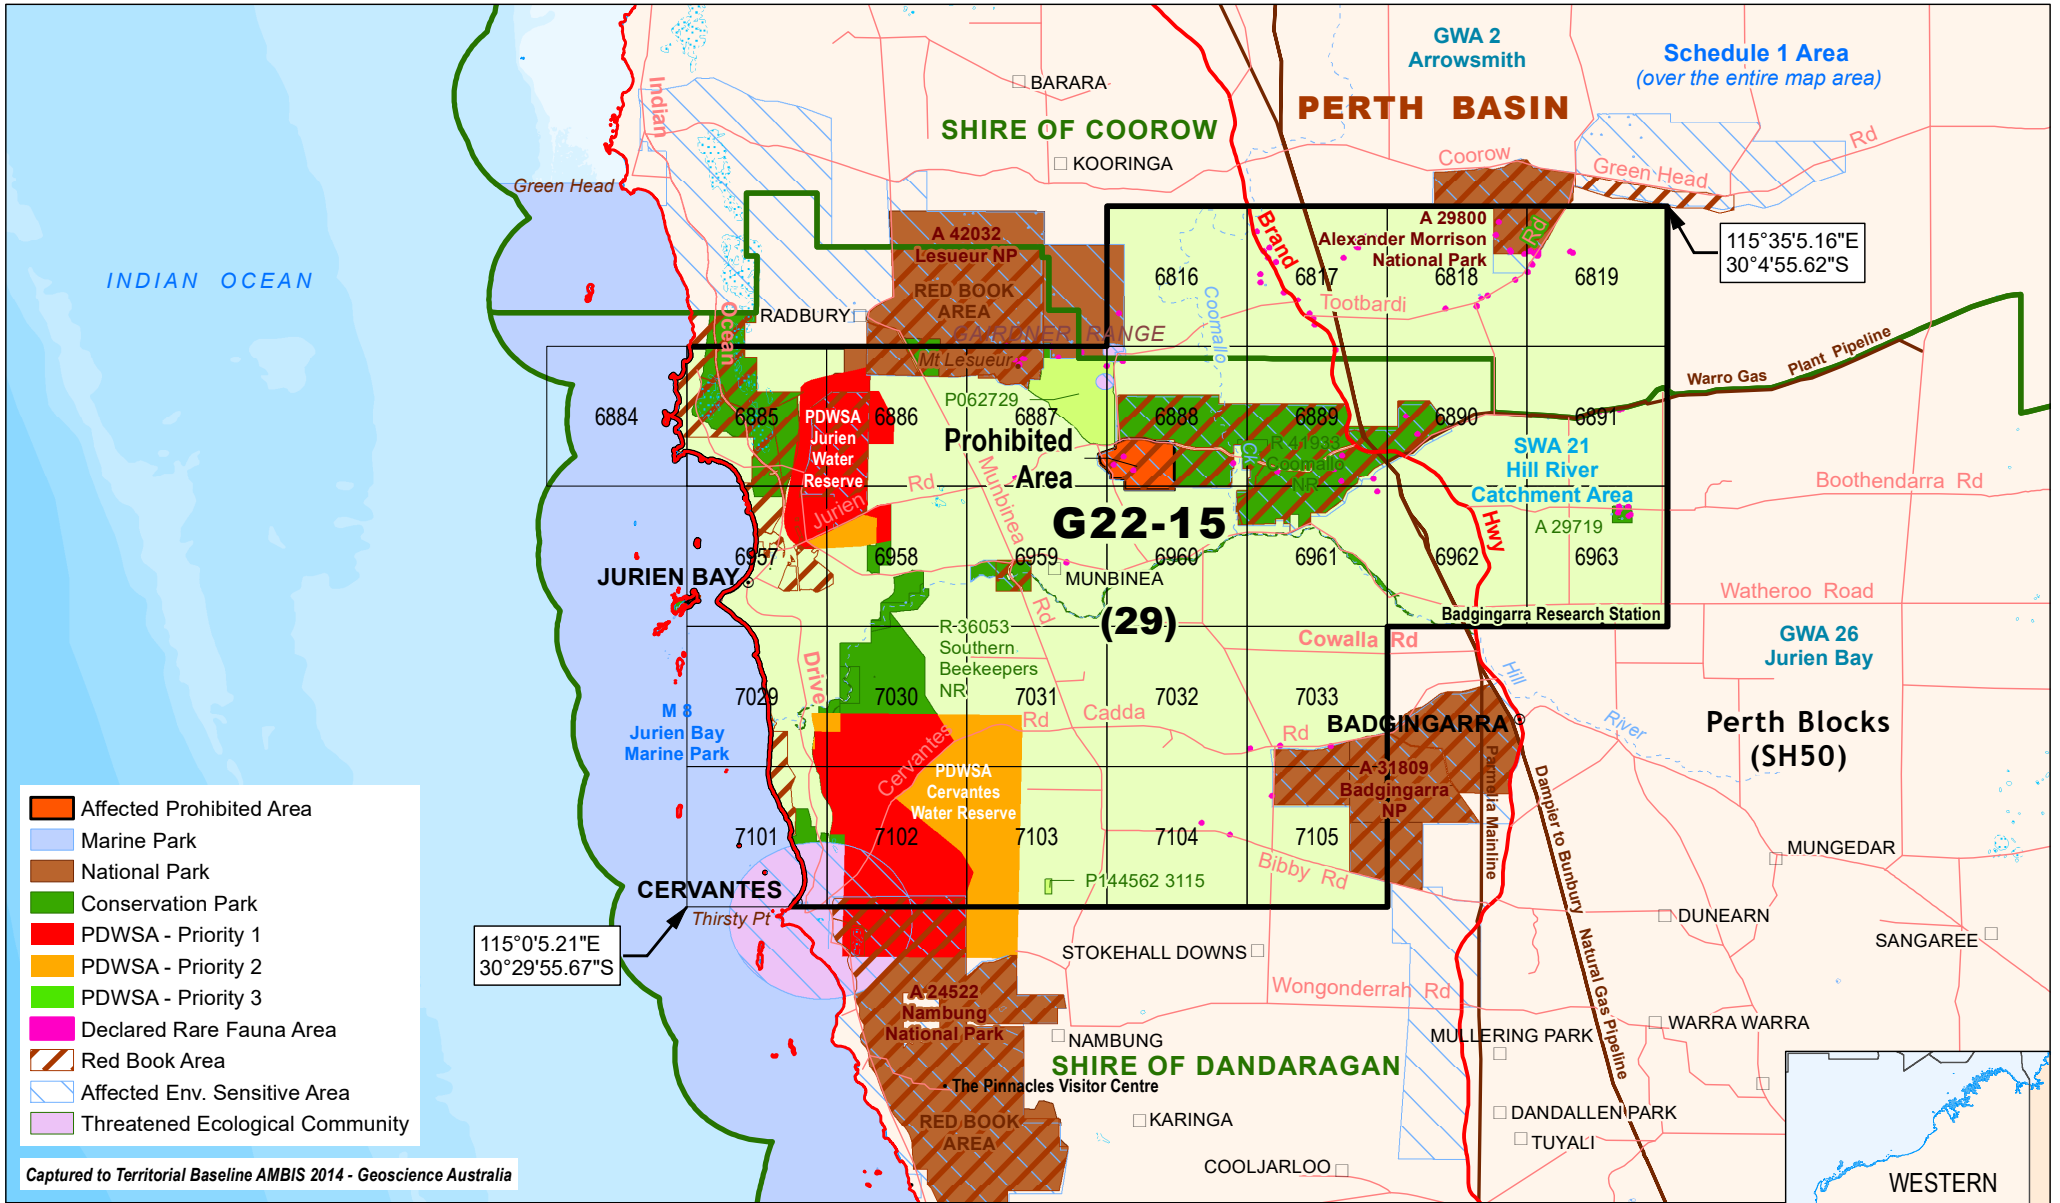 GWA 2
Arrowsmith
Schedule 1 Area
(over the entire map area)
BARARA
PERTH BASIN
SHIRE OF COOROW
KOORINGA
Indian
Coorow
Green Head
Rd
Green Head
A 42032
Lesueur NP
RED BOOK
AREA
Brand
A 29800
Alexander Morrison
National Park
Rd
115°35'5.16"E
30°4'55.62"S
INDIAN OCEAN
6816
6817
6818
6819
Coomallo
Tootbardi
RADBURY
Ocean
GAIRDNER RANGE
Mt Lesueur
Warro Gas Plant Pipeline
P062729
6884
6885
6886
6887
6888
6889
6890
6891
PDWSA
Jurien
Water
Reserve
Prohibited
Area
Ck
R 41933
Coomallo
NR
SWA 21
Hill River
Catchment Area
Boothendarra Rd
Jurien
Rd
Munbinea
Rd
G22-15
Hwy
A 29719
6957
6958
6959
6960
6961
6962
6963
JURIEN BAY
MUNBINEA
(29)
Watheroo Road
Badgingarra Research Station
R 36053
Southern
Beekeepers
NR
Cowalla Rd
GWA 26
Jurien Bay
Drive
Hill
River
7029
7030
7031
7032
7033
M 8
Jurien Bay
Marine Park
Rd
Cadda
Rd
BADGINGARRA
Perth Blocks
(SH50)
Cervantes
PDWSA
Cervantes
Water Reserve
A 31809
Badgingarra
NP
Parmelia Mainline
Dampier to Bunbury Natural Gas Pipeline
7101
7102
7103
7104
7105
Bibby Rd
MUNGEDAR
CERVANTES
Thirsty Pt
P144562 3115
DUNEARN
SANGAREE
115°0'5.21"E
30°29'55.67"S
STOKEHALL DOWNS
Wongonderrah Rd
A 24522
Nambung
National Park
NAMBUNG
MULLERING PARK
WARRA WARRA
SHIRE OF DANDARAGAN
The Pinnacles Visitor Centre
KARINGA
DANDALLEN PARK
TUYALI
RED BOOK
AREA
COOLJARLOO
WESTERN
Affected Prohibited Area
Marine Park
National Park
Conservation Park
PDWSA - Priority 1
PDWSA - Priority 2
PDWSA - Priority 3
Declared Rare Fauna Area
Red Book Area
Affected Env. Sensitive Area
Threatened Ecological Community
Captured to Territorial Baseline AMBIS 2014 - Geoscience Australia